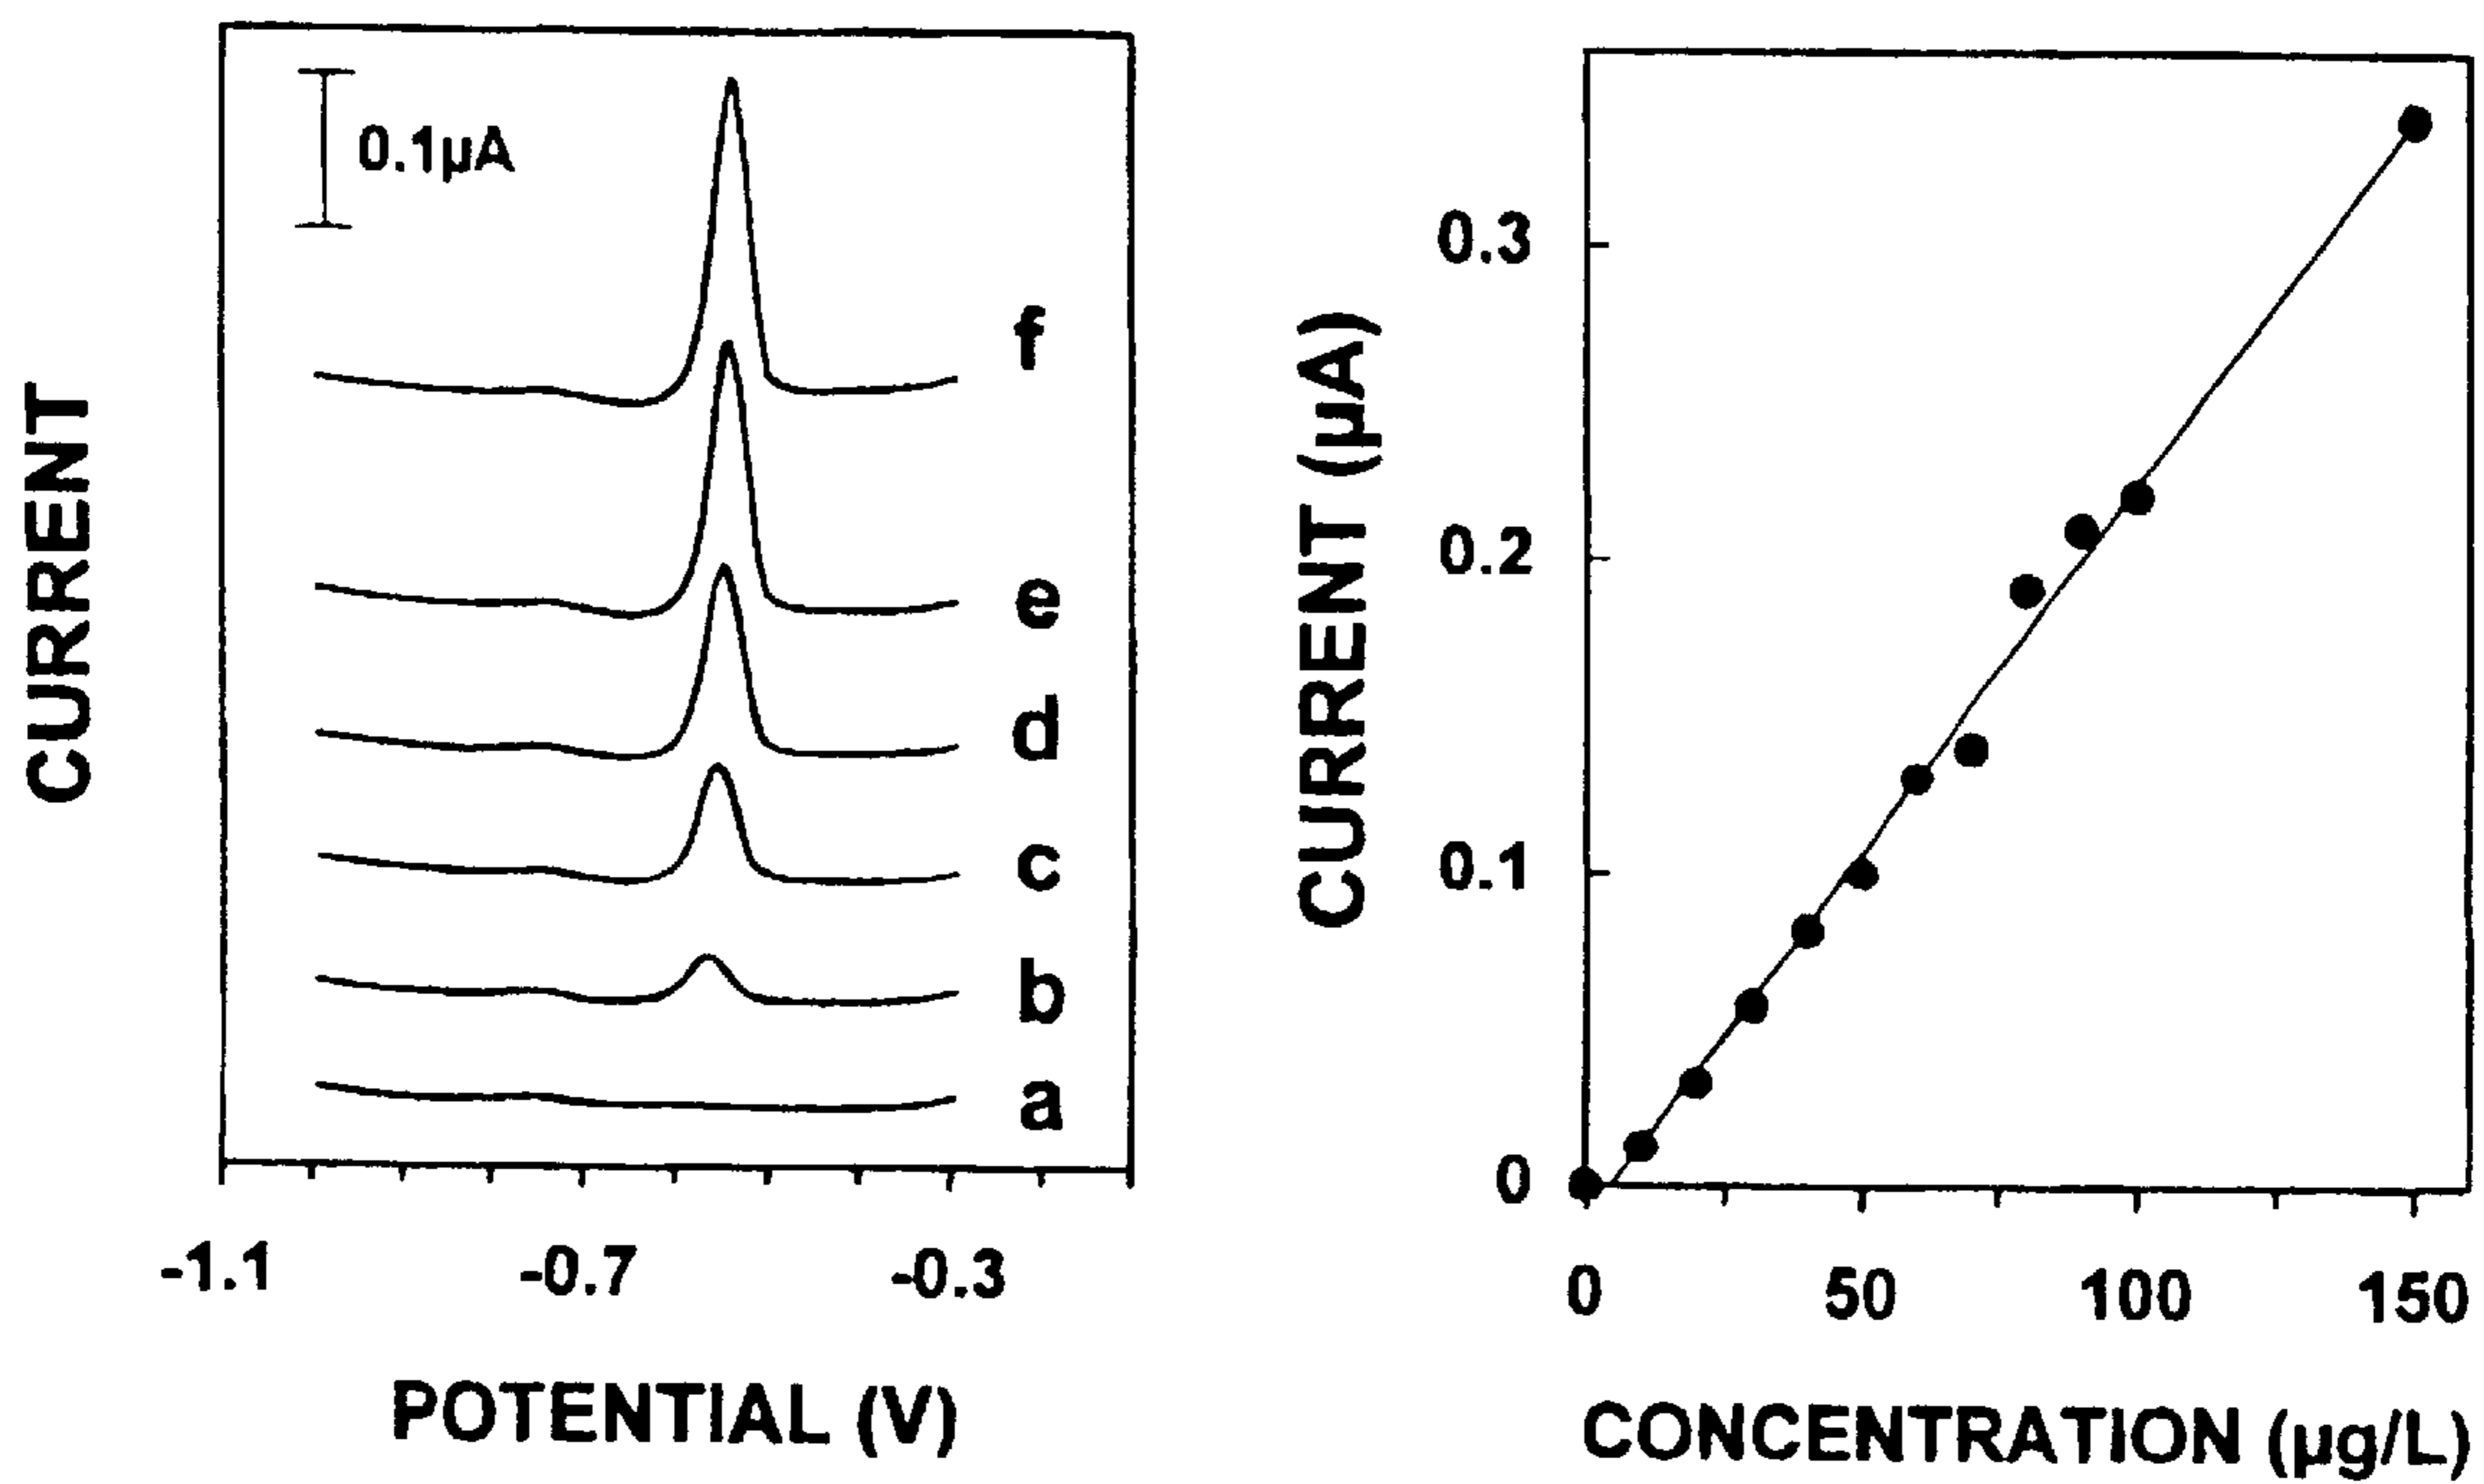 0.1µA
f
e
d
c
b
a
CURRENT
-1.1 -0.7 -0.3
POTENTIAL (V)
CURRENT (µA)
0.3
0.2
0.1
0
0 50 100 150
CONCENTRATION (µg/L)